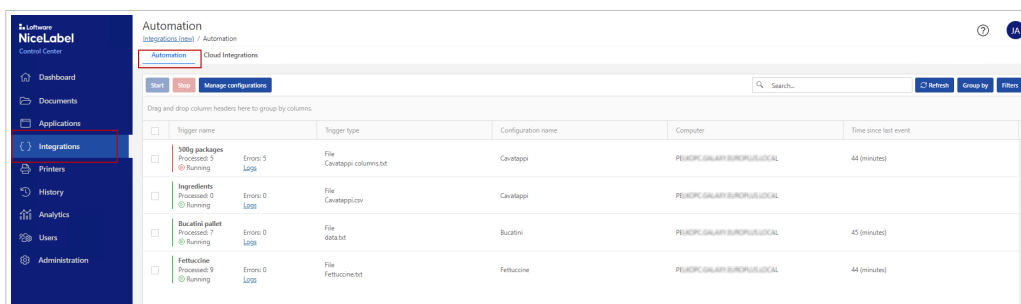 Loftware
NiceLabel
Control Center
Dashboard
Documents
Applications
Integrations
Printers
History
Analytics
Users
Administration
Automation
Integrations (new) / Automation
JA
Automation Cloud Integrations
Start Stop Manage configurations Search... Refresh Group by Filters
Drag and drop column headers here to group by columns.
Trigger name Trigger type Configuration name Computer Time since last event
500g packages
Processed: 5 Errors: 5
Running Logs
File
Cavatappi columns.txt
Cavatappi
44 (minutes)
Ingredients
Processed: 0 Errors: 0
Running Logs
File
Cavatappi.csv
Cavatappi
Bucatini pallet
Processed: 7 Errors: 0
Running Logs
File
data.txt
Bucatini
45 (minutes)
Fettuccine
Processed: 9 Errors: 0
Running Logs
File
Fettuccine.txt
Fettuccine
44 (minutes)